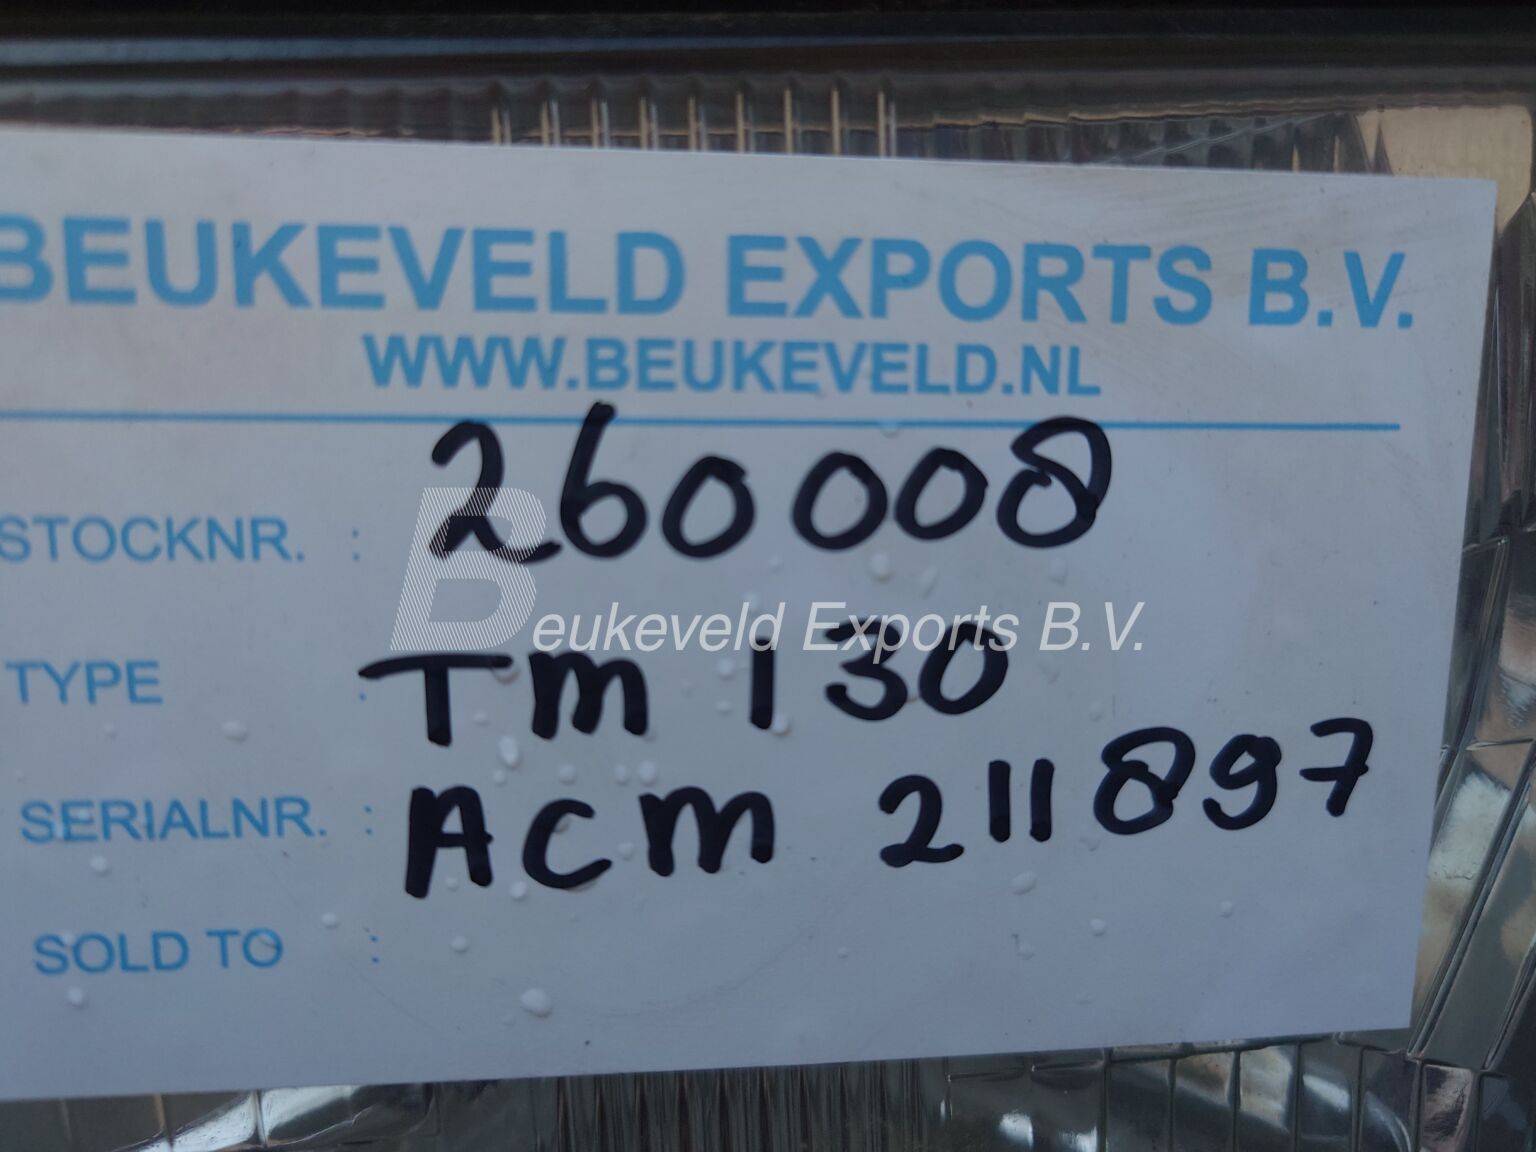 BEUKEVELD EXPORTS B.V.
WWW.BEUKEVELD.NL
STOCKNR. : 260008
Beukeveld Exports B.V.
TYPE : Tm 130
SERIALNR. : ACm 211897
SOLD TO :